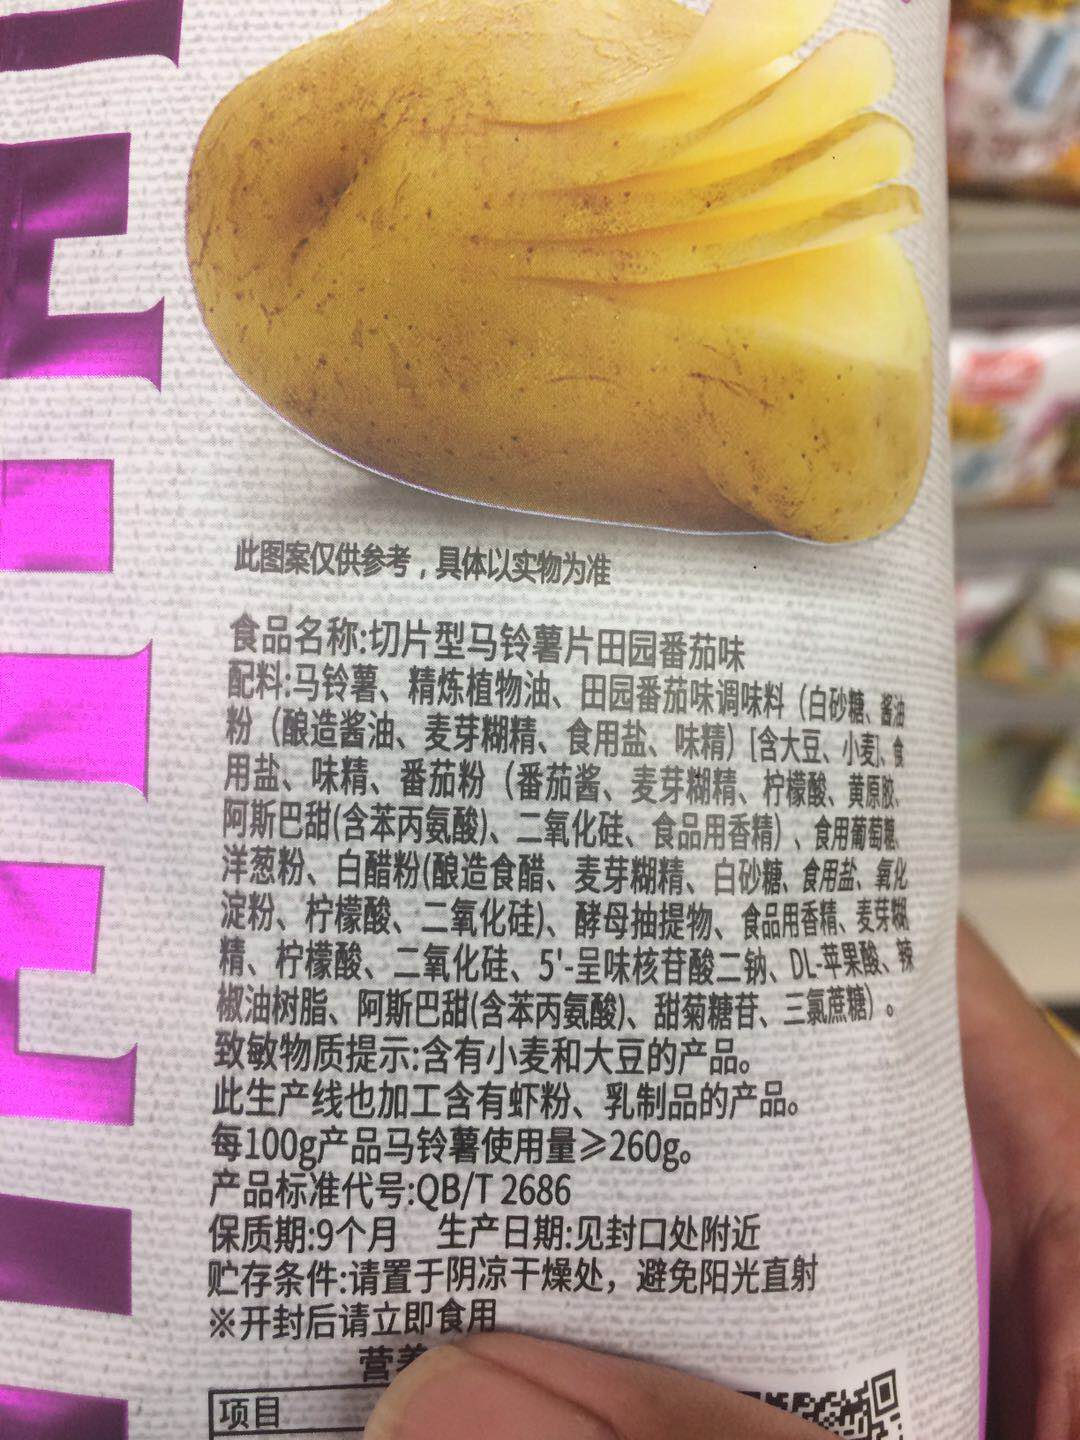 此图案仅供参考，具体以实物为准
食品名称:切片型马铃薯片田园番茄味
配料:马铃薯、精炼植物油、田园番茄味调味料（白砂糖、酱油
粉（酿造酱油、麦芽糊精、食用盐、味精）[含大豆、小麦]、食
用盐、味精、番茄粉（番茄酱、麦芽糊精、柠檬酸、黄原胶、
阿斯巴甜(含苯丙氨酸)、二氧化硅、食品用香精）、食用葡萄糖、
洋葱粉、白醋粉(酿造食醋、麦芽糊精、白砂糖、食用盐、氧化
淀粉、柠檬酸、二氧化硅)、酵母抽提物、食品用香精、麦芽糊
精、柠檬酸、二氧化硅、5'-呈味核苷酸二钠、DL-苹果酸、辣
椒油树脂、阿斯巴甜(含苯丙氨酸)、甜菊糖苷、三氯蔗糖）。
致敏物质提示:含有小麦和大豆的产品。
此生产线也加工含有虾粉、乳制品的产品。
每100g产品马铃薯使用量≥260g。
产品标准代号:QB/T 2686
保质期:9个月 生产日期:见封口处附近
贮存条件:请置于阴凉干燥处，避免阳光直射
※开封后请立即食用
营养
项目